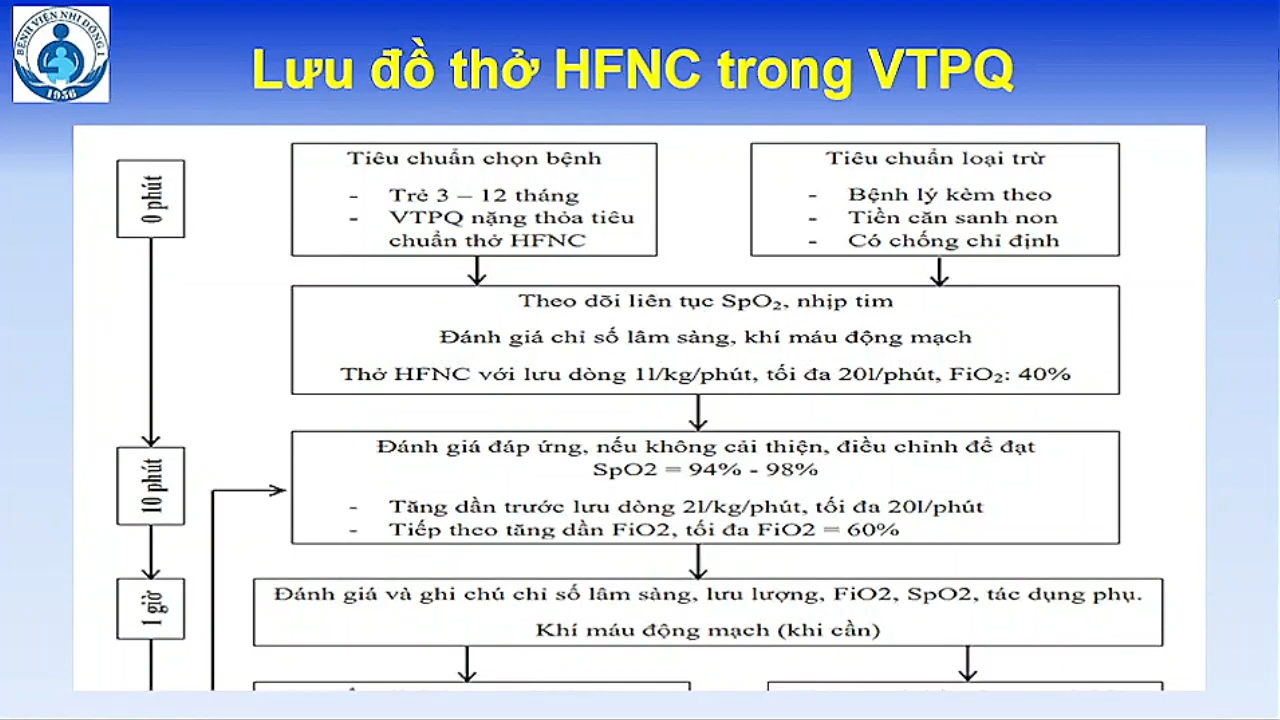 BỆNH VIỆN NHI ĐỒNG 1
1956
Lưu đồ thở HFNC trong VTPQ
0 phút
Tiêu chuẩn chọn bệnh
- Trẻ 3 – 12 tháng
- VTPQ nặng thỏa tiêu
chuẩn thở HFNC
Tiêu chuẩn loại trừ
- Bệnh lý kèm theo
- Tiền căn sanh non
- Có chống chỉ định
Theo dõi liên tục SpO₂, nhịp tim
Đánh giá chỉ số lâm sàng, khí máu động mạch
Thở HFNC với lưu dòng 1l/kg/phút, tối đa 20l/phút, FiO₂: 40%
10 phút
Đánh giá đáp ứng, nếu không cải thiện, điều chỉnh để đạt
SpO2 = 94% - 98%
- Tăng dần trước lưu dòng 2l/kg/phút, tối đa 20l/phút
- Tiếp theo tăng dần FiO2, tối đa FiO2 = 60%
1 giờ
Đánh giá và ghi chú chỉ số lâm sàng, lưu lượng, FiO2, SpO2, tác dụng phụ.
Khí máu động mạch (khi cần)